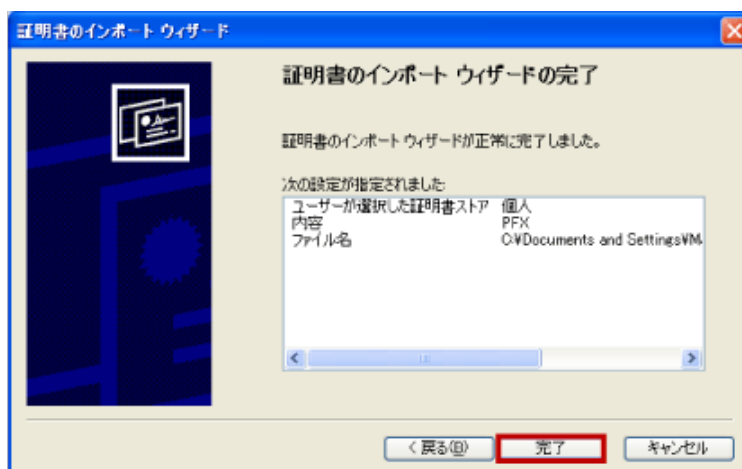 証明書のインポート ウィザード
証明書のインポート ウィザードの完了
証明書のインポート ウィザードが正常に完了しました。
次の設定が指定されました:
ユーザーが選択した証明書ストア 個人
内容 PFX
ファイル名 C:¥Documents and Settings¥M
< 戻る(B) 完了 キャンセル